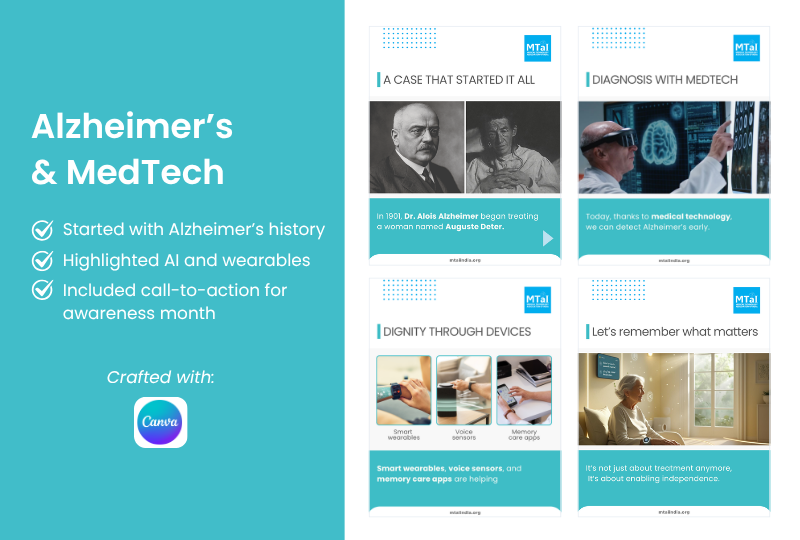 Alzheimer's
& MedTech
Started with Alzheimer's history
Highlighted AI and wearables
Included call-to-action for
awareness month
Crafted with:
Canva
MTaI
A CASE THAT STARTED IT ALL
In 1901, Dr. Alois Alzheimer began treating
a woman named Auguste Deter.
mtaiindia.org
MTaI
DIAGNOSIS WITH MEDTECH
Today, thanks to medical technology,
we can detect Alzheimer's early.
mtaiindia.org
MTaI
DIGNITY THROUGH DEVICES
Smart
wearables
Voice
sensors
Memory
care apps
Smart wearables, voice sensors, and
memory care apps are helping
mtaiindia.org
MTaI
Let's remember what matters
It's not just about treatment anymore,
It's about enabling independence.
mtaiindia.org